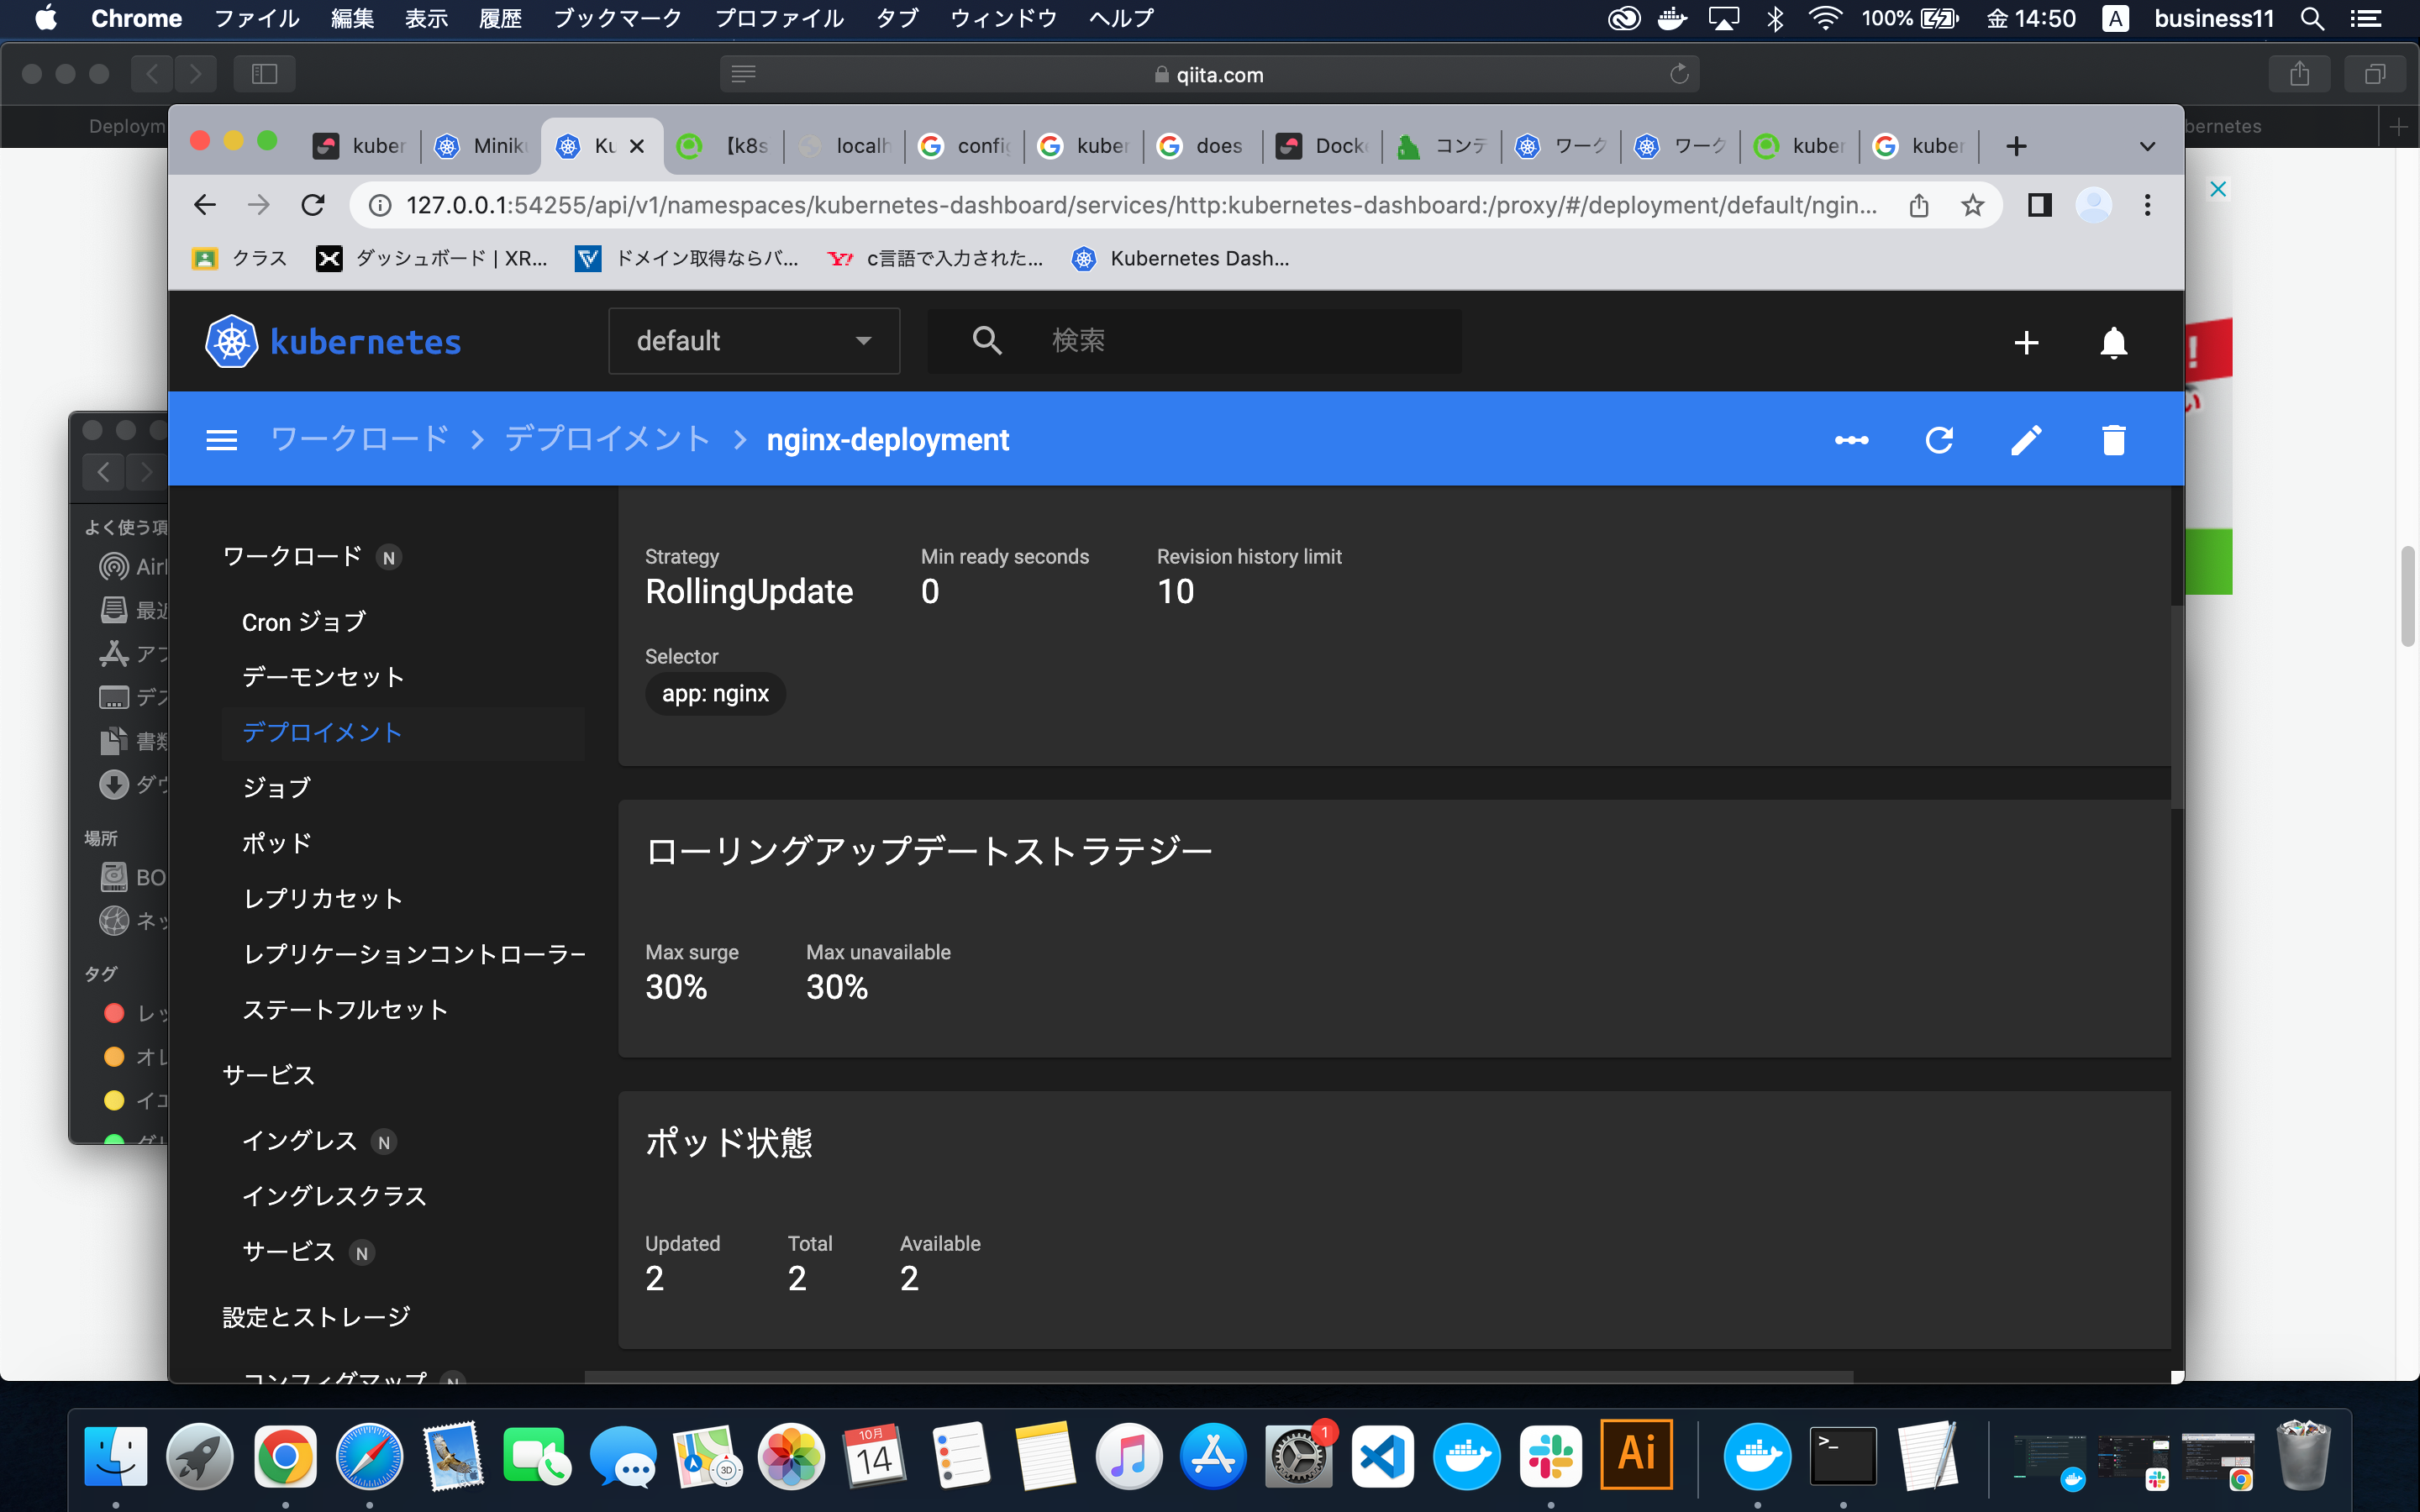 Chrome ファイル 編集 表示 履歴 ブックマーク プロファイル タブ ウィンドウ ヘルプ 100% 金 14:50 A business11
qiita.com
Deploym
bernetes
kuber Minik Ku 【k8s localh config kuber does Dock コンテ ワーク ワーク kuber kuber
127.0.0.1:54255/api/v1/namespaces/kubernetes-dashboard/services/http:kubernetes-dashboard:/proxy/#/deployment/default/ngin...
クラス ダッシュボード | XR... ドメイン取得ならバ... c言語で入力された... Kubernetes Dash...
kubernetes default 検索
ワークロード > デプロイメント > nginx-deployment
よく使う項
Air
最近
アプ
デス
書類
ダウ
場所
BO
ネッ
タグ
レッ
オレ
イエ
ワークロード N
Cron ジョブ
デーモンセット
デプロイメント
ジョブ
ポッド
レプリカセット
レプリケーションコントローラー
ステートフルセット
サービス
イングレス N
イングレスクラス
サービス N
設定とストレージ
コンフィグマップ N
Strategy Min ready seconds Revision history limit
RollingUpdate 0 10
Selector
app: nginx
ローリングアップデートストラテジー
Max surge Max unavailable
30% 30%
ポッド状態
Updated Total Available
2 2 2
!
い
10月
14
3D
1
Ai